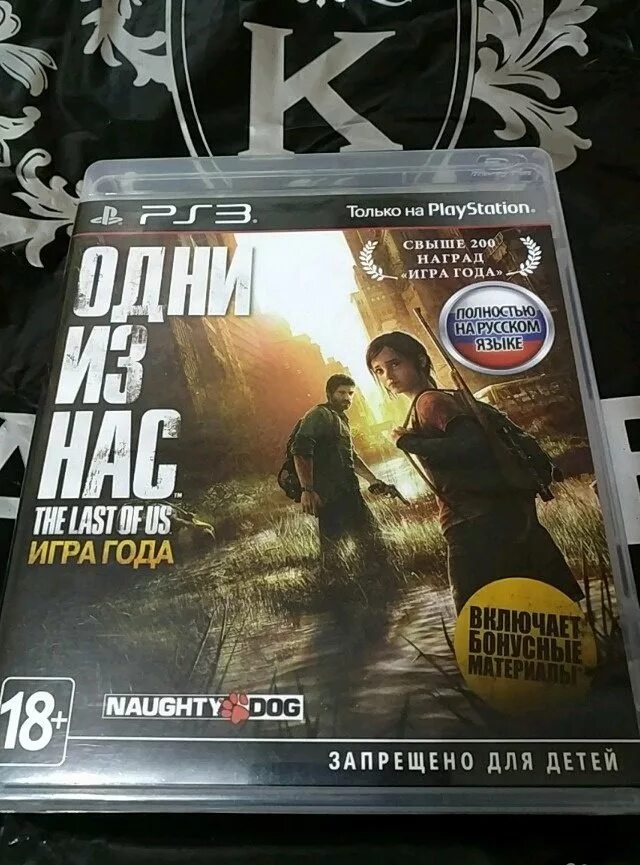 K
PS3
Только на PlayStation®
ОДНИ
ИЗ
НАС™
THE LAST OF US
ИГРА ГОДА
СВЫШЕ 200
НАГРАД
«ИГРА ГОДА»
ПОЛНОСТЬЮ
НА РУССКОМ
ЯЗЫКЕ
ВКЛЮЧАЕТ
БОНУСНЫЕ
МАТЕРИАЛЫ
NAUGHTY DOG
18+
ЗАПРЕЩЕНО ДЛЯ ДЕТЕЙ